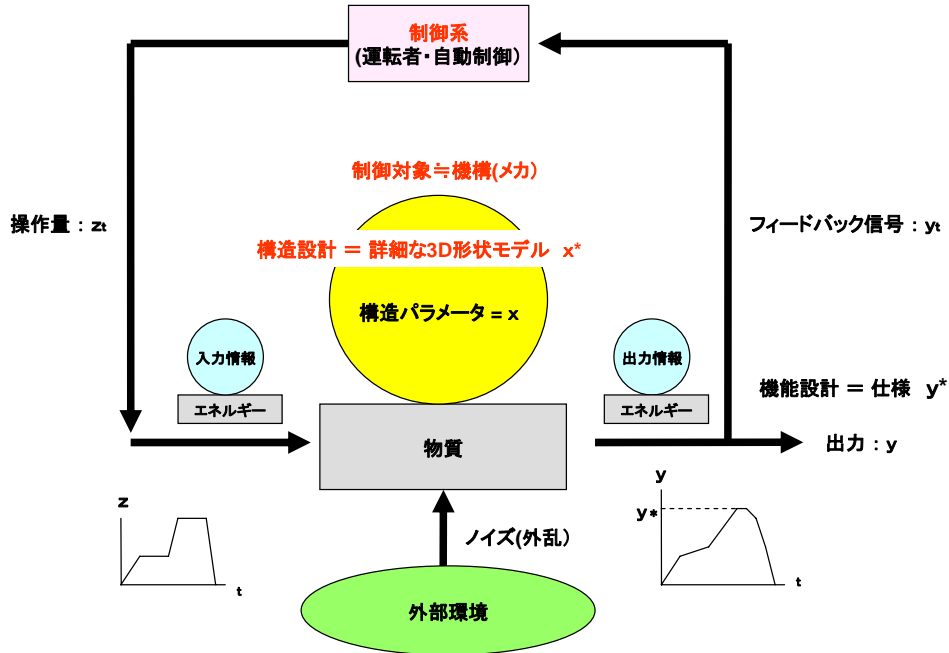 制御系
(運転者・自動制御)
制御対象≒機構(メカ)
操作量：zt
フィードバック信号：yt
構造設計 ＝ 詳細な3D形状モデル x*
構造パラメータ = x
入力情報
エネルギー
出力情報
エネルギー
機能設計 ＝ 仕様 y*
出力：y
物質
z
t
ノイズ(外乱)
y
y*
t
外部環境